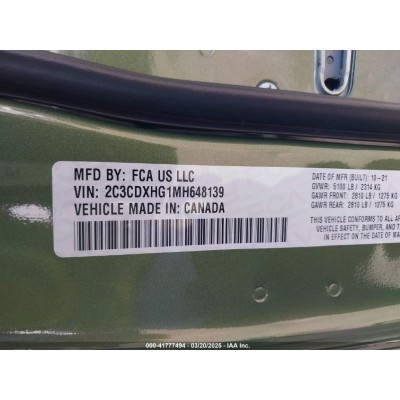 MFD BY: FCA US LLC
VIN: 2C3CDXHG1MH648139
VEHICLE MADE IN: CANADA
DATE OF MFR (BUILT): 10-21
GVWR: 5100 LB / 2314 KG
GAWR FRONT: 2810 LB / 1275 KG
GAWR REAR: 2810 LB / 1275 KG
THIS VEHICLE CONFORMS TO ALL AP
VEHICLE SAFETY, BUMPER, AND
EFFECT ON THE DATE OF
000-41777494 - 03/20/2025 - IAA Inc.